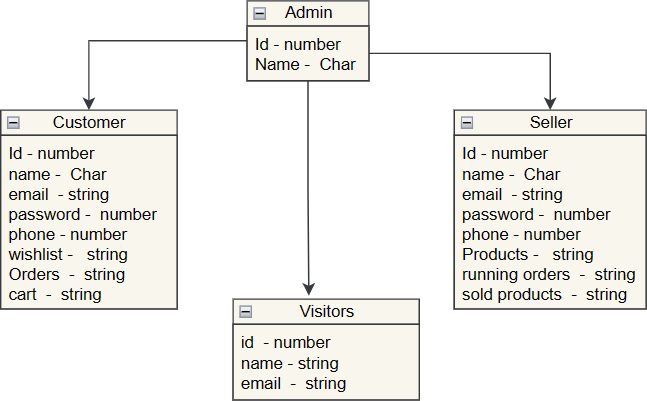 Admin
Id - number
Name - Char
Customer
Id - number
name - Char
email - string
password - number
phone - number
wishlist - string
Orders - string
cart - string
Seller
Id - number
name - Char
email - string
password - number
phone - number
Products - string
running orders - string
sold products - string
Visitors
id - number
name - string
email - string